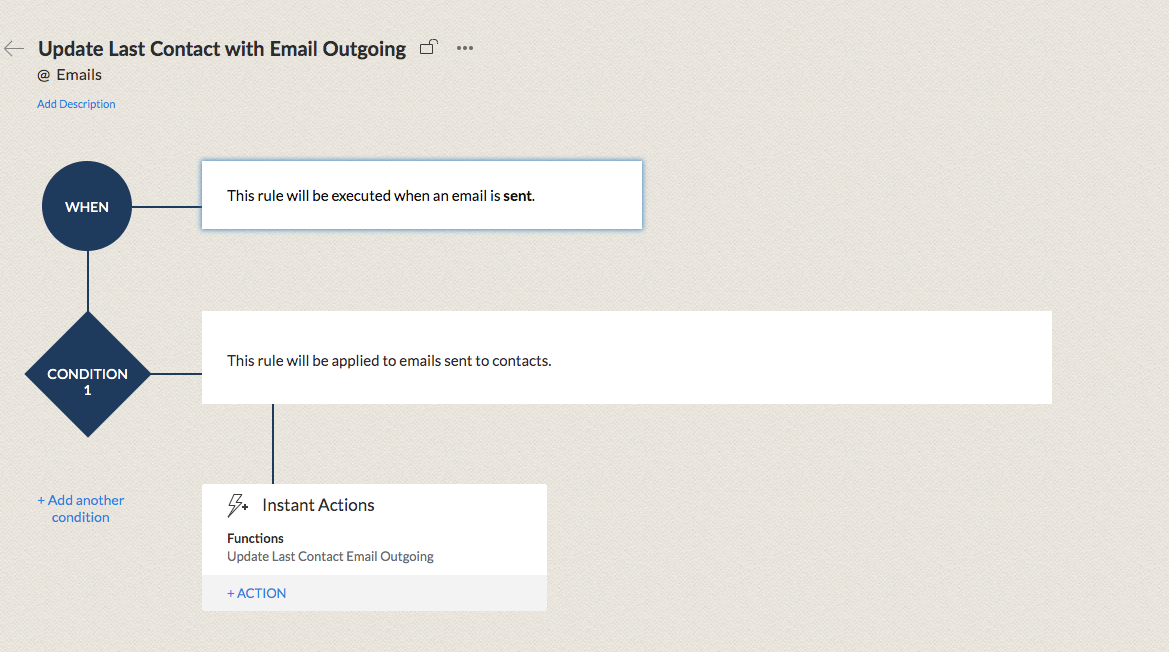 Update Last Contact with Email Outgoing
@ Emails
Add Description
WHEN
This rule will be executed when an email is sent.
CONDITION
1
This rule will be applied to emails sent to contacts.
+ Add another
condition
Instant Actions
Functions
Update Last Contact Email Outgoing
+ ACTION